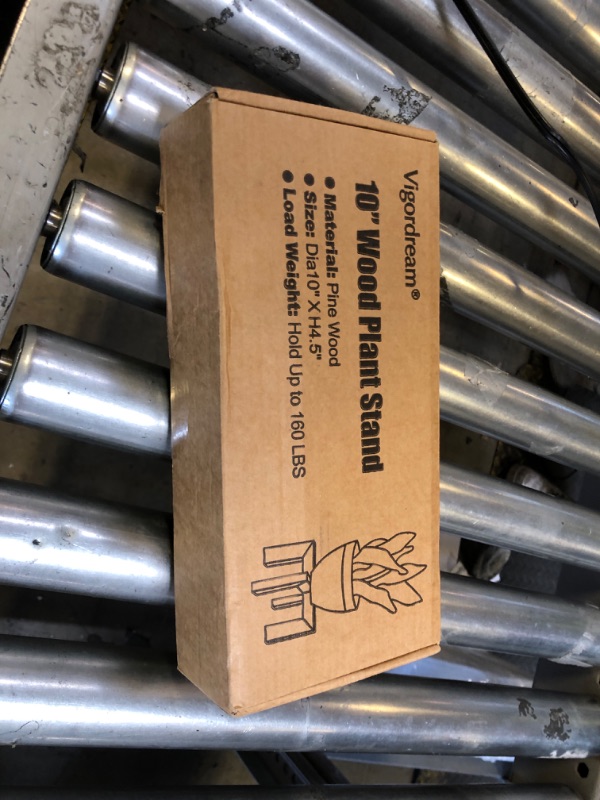 Vigordream®
10" Wood Plant Stand
● Material: Pine Wood
● Size: Dia10" X H4.5"
● Load Weight: Hold Up to 160 LBS